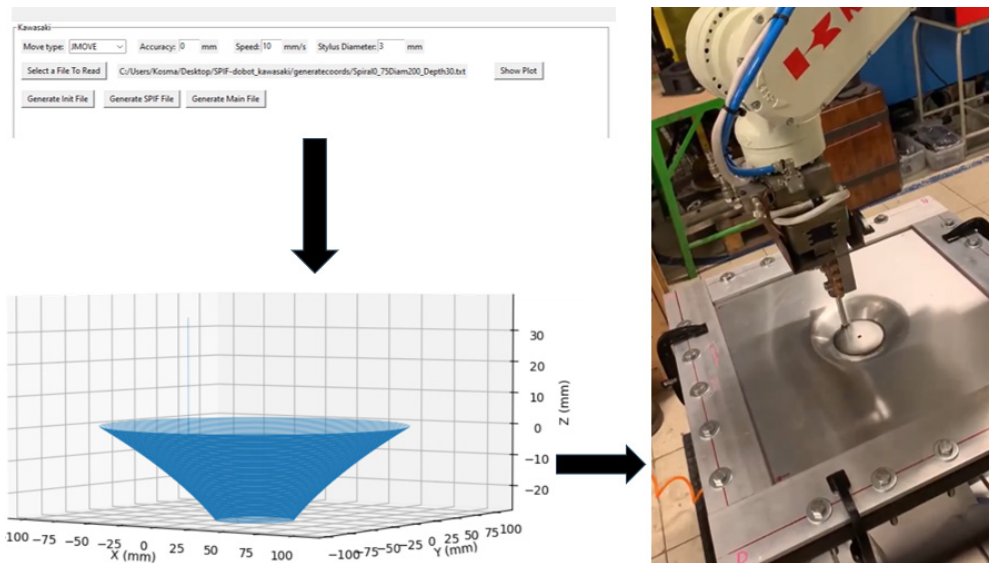 Kawasaki
Move type: JMOVE Accuracy: 0 mm Speed: 10 mm/s Stylus Diameter: 3 mm
Select a File To Read C:/Users/Kosma/Desktop/SPIF-dobot_kawasaki/generatecoords/Spiral0_75Diam200_Depth30.txt Show Plot
Generate Init File Generate SPIF File Generate Main File
30
20
10
0
−10
−20
Z (mm)
−100 −75 −50 −25 0 25 50 75 100
X (mm)
−100 −75 −50 −25 0 25 50 75 100
Y (mm)